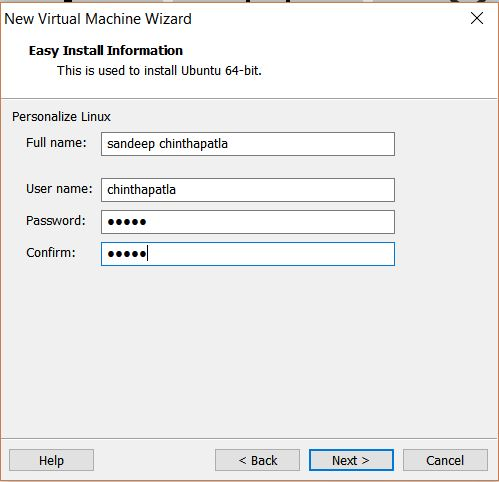 New Virtual Machine Wizard
Easy Install Information
This is used to install Ubuntu 64-bit.
Personalize Linux
Full name: sandeep chinthapatla
User name: chinthapatla
Password: ●●●●●
Confirm: ●●●●●
Help < Back Next > Cancel